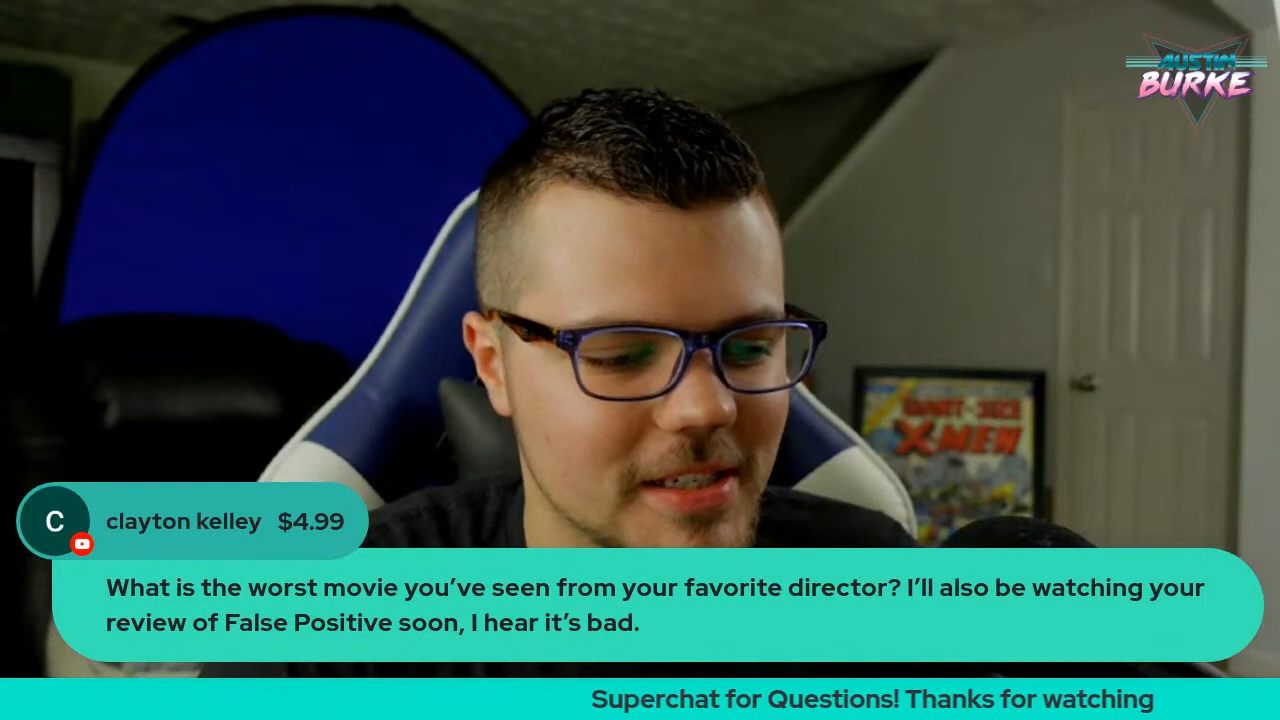 AUSTIN
BURKE
GIANT-SIZE
X-MEN
C
clayton kelley $4.99
What is the worst movie you’ve seen from your favorite director? I’ll also be watching your
review of False Positive soon, I hear it’s bad.
Superchat for Questions! Thanks for watching